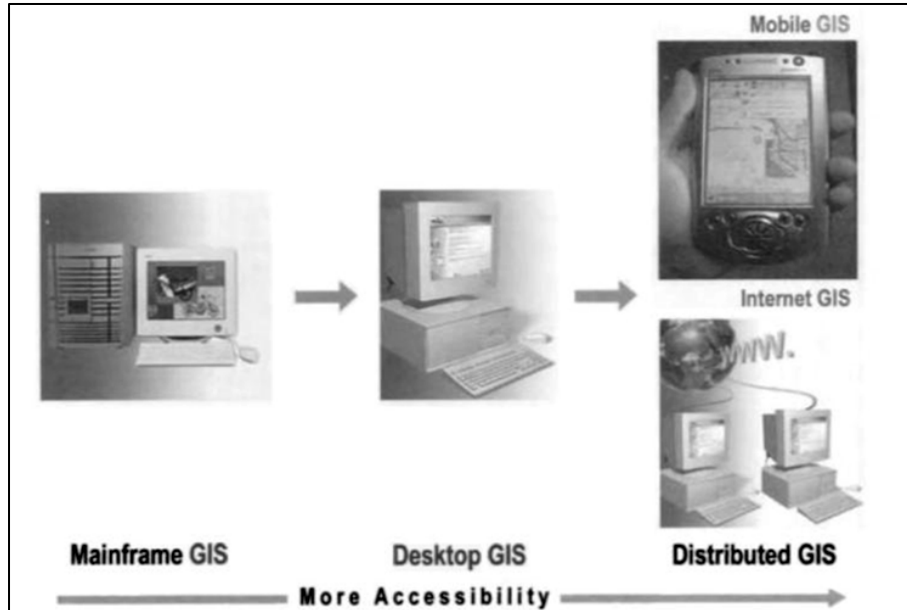 Mobile GIS
Internet GIS
WWW.
Mainframe GIS
Desktop GIS
Distributed GIS
More Accessibility